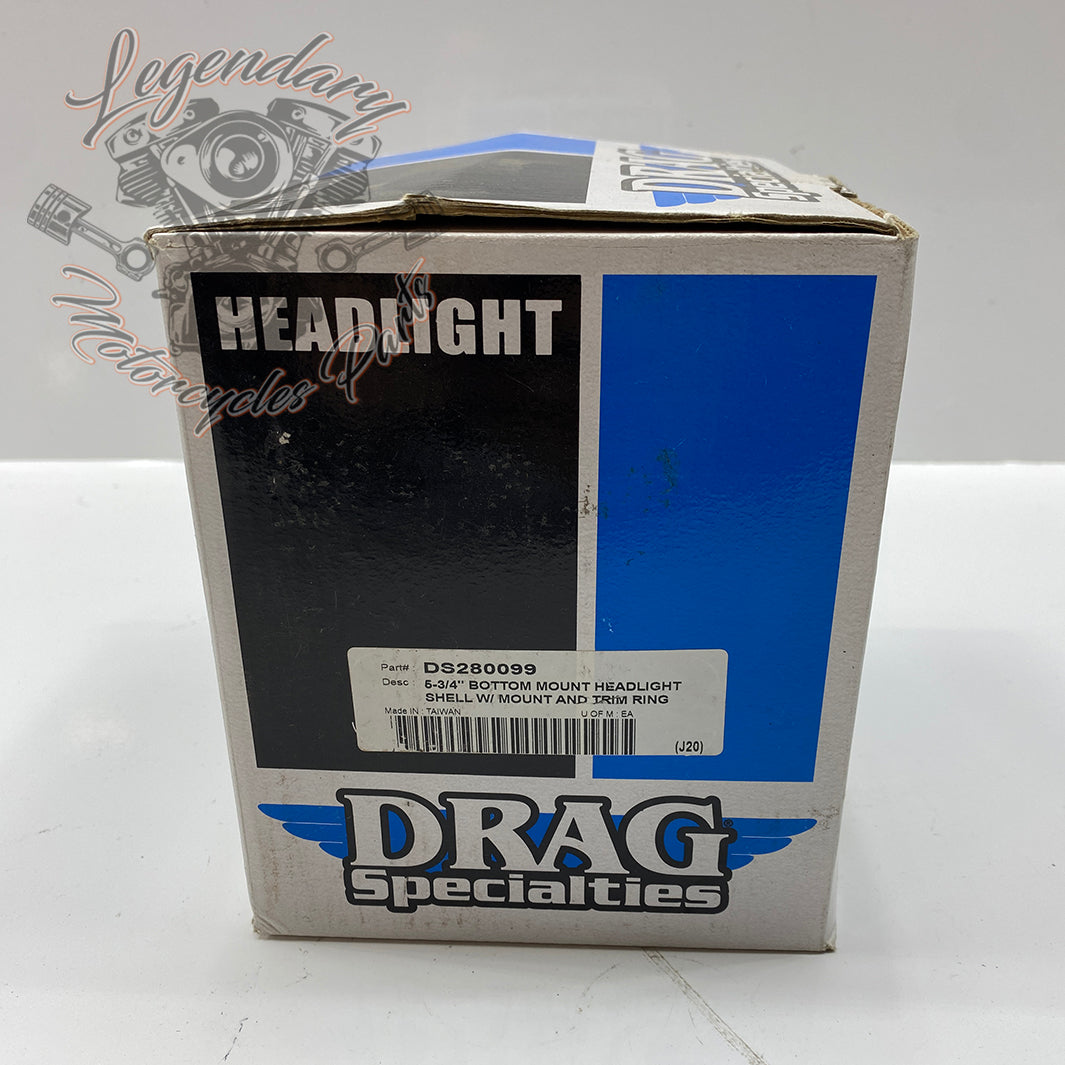 Legendary
Motorcycles Parts
DRAG
HEADLIGHT
Part# : DS280099
Desc : 5-3/4" BOTTOM MOUNT HEADLIGHT
SHELL W/ MOUNT AND TRIM RING
Made IN : TAIWAN U OF M : EA
(J20)
DRAG®
Specialties